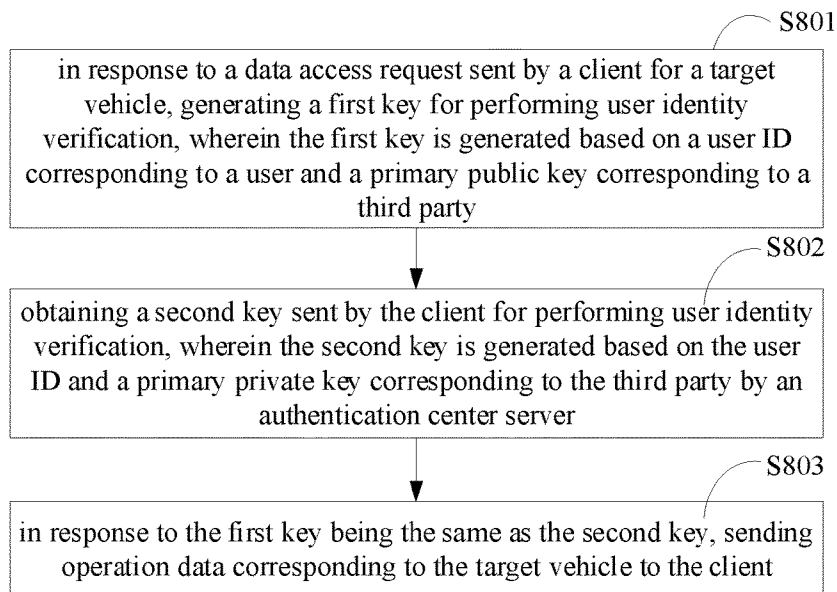 S801
in response to a data access request sent by a client for a target
vehicle, generating a first key for performing user identity
verification, wherein the first key is generated based on a user ID
corresponding to a user and a primary public key corresponding to a
third party
S802
obtaining a second key sent by the client for performing user identity
verification, wherein the second key is generated based on the user
ID and a primary private key corresponding to the third party by an
authentication center server
S803
in response to the first key being the same as the second key, sending
operation data corresponding to the target vehicle to the client